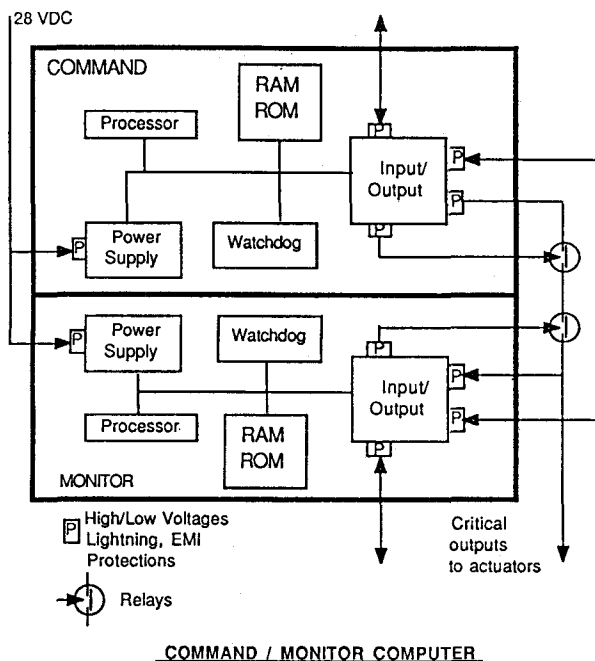 28 VDC
COMMAND
RAM
ROM
Processor
P
Input/
Output
P
P
P
Power
Supply
P
Watchdog
Power
Supply
P
Watchdog
P
Input/
Output
P
P
P
Processor
RAM
ROM
MONITOR
P High/Low Voltages
Lightning, EMI
Protections
Relays
Critical
outputs
to actuators
COMMAND / MONITOR COMPUTER